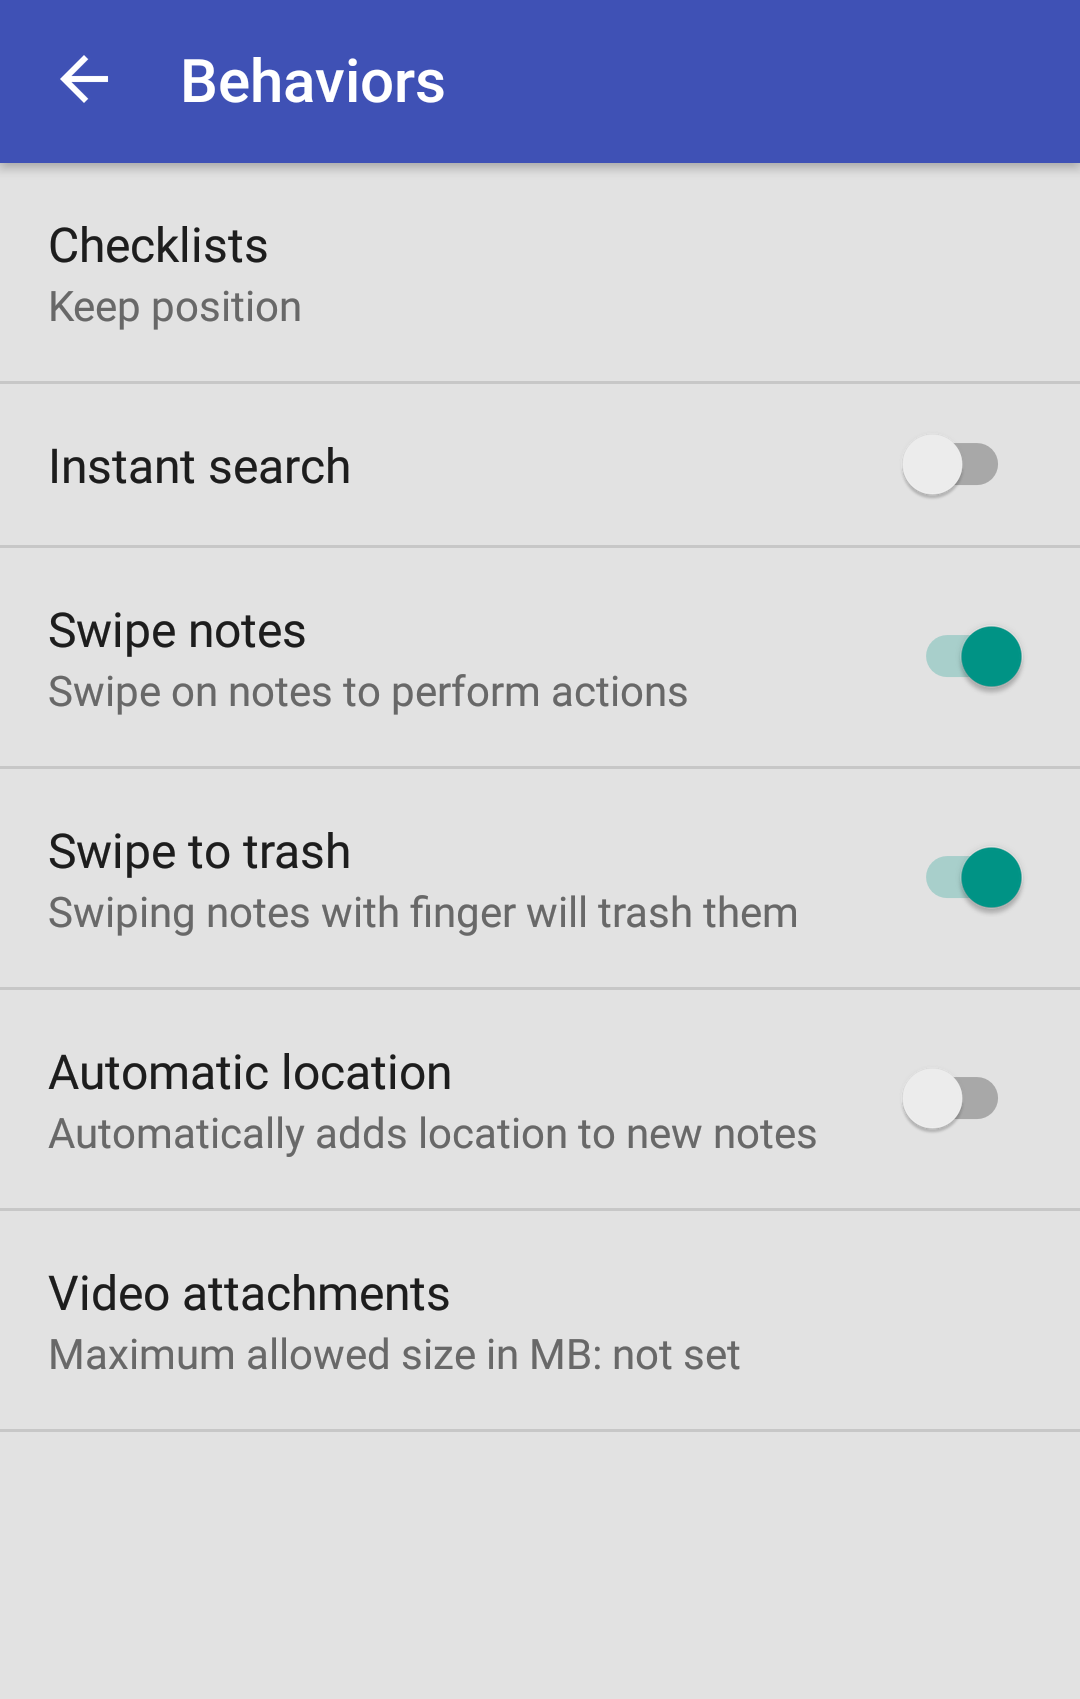 Behaviors
Checklists
Keep position
Instant search
Swipe notes
Swipe on notes to perform actions
Swipe to trash
Swiping notes with finger will trash them
Automatic location
Automatically adds location to new notes
Video attachments
Maximum allowed size in MB: not set